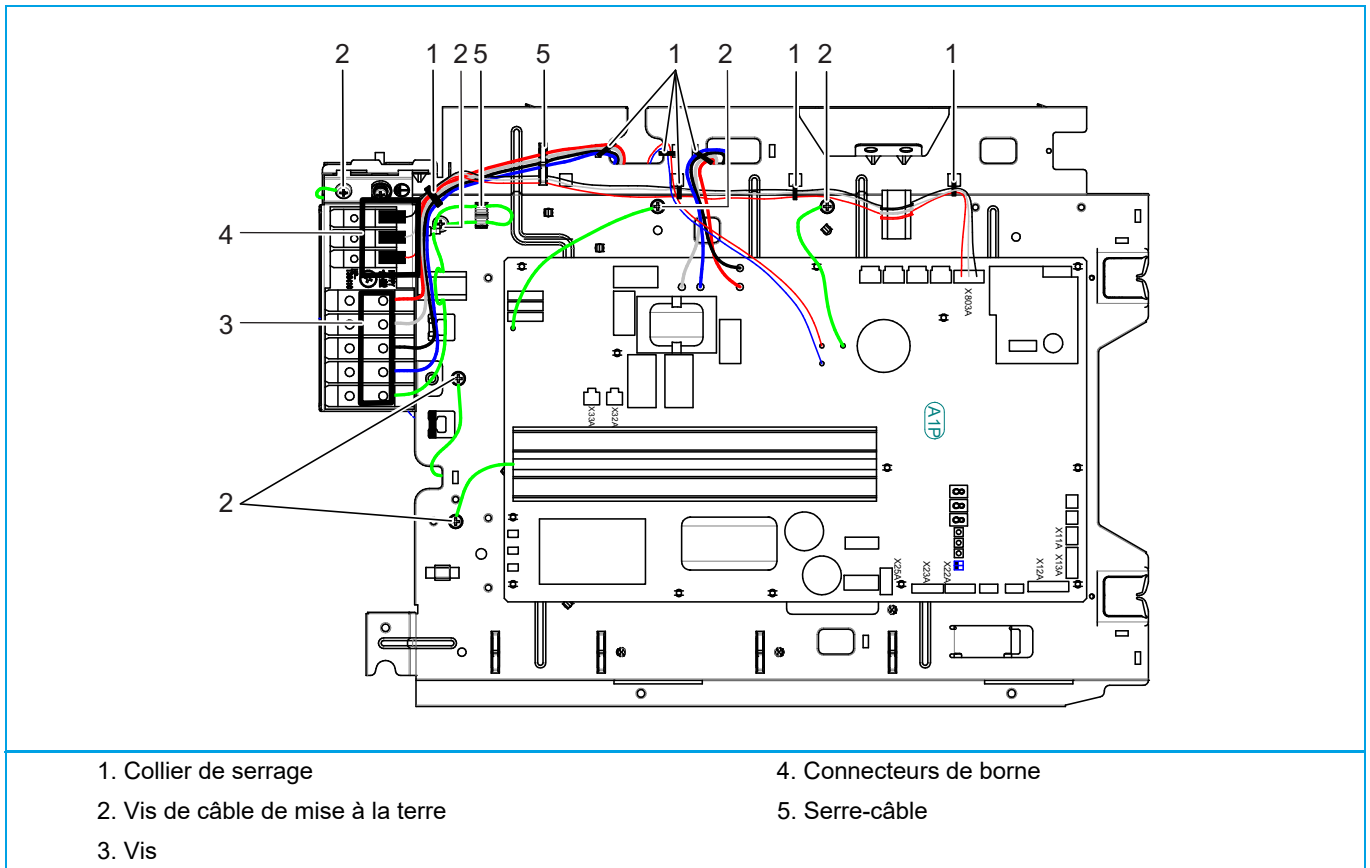 2 1 2 5 5 1 2 1 2 1
4
3
2
X803A
X33A
X32A
A1P
X11A
X13A
X25A
X23A
X22A
X12A
1. Collier de serrage
2. Vis de câble de mise à la terre
3. Vis
4. Connecteurs de borne
5. Serre-câble